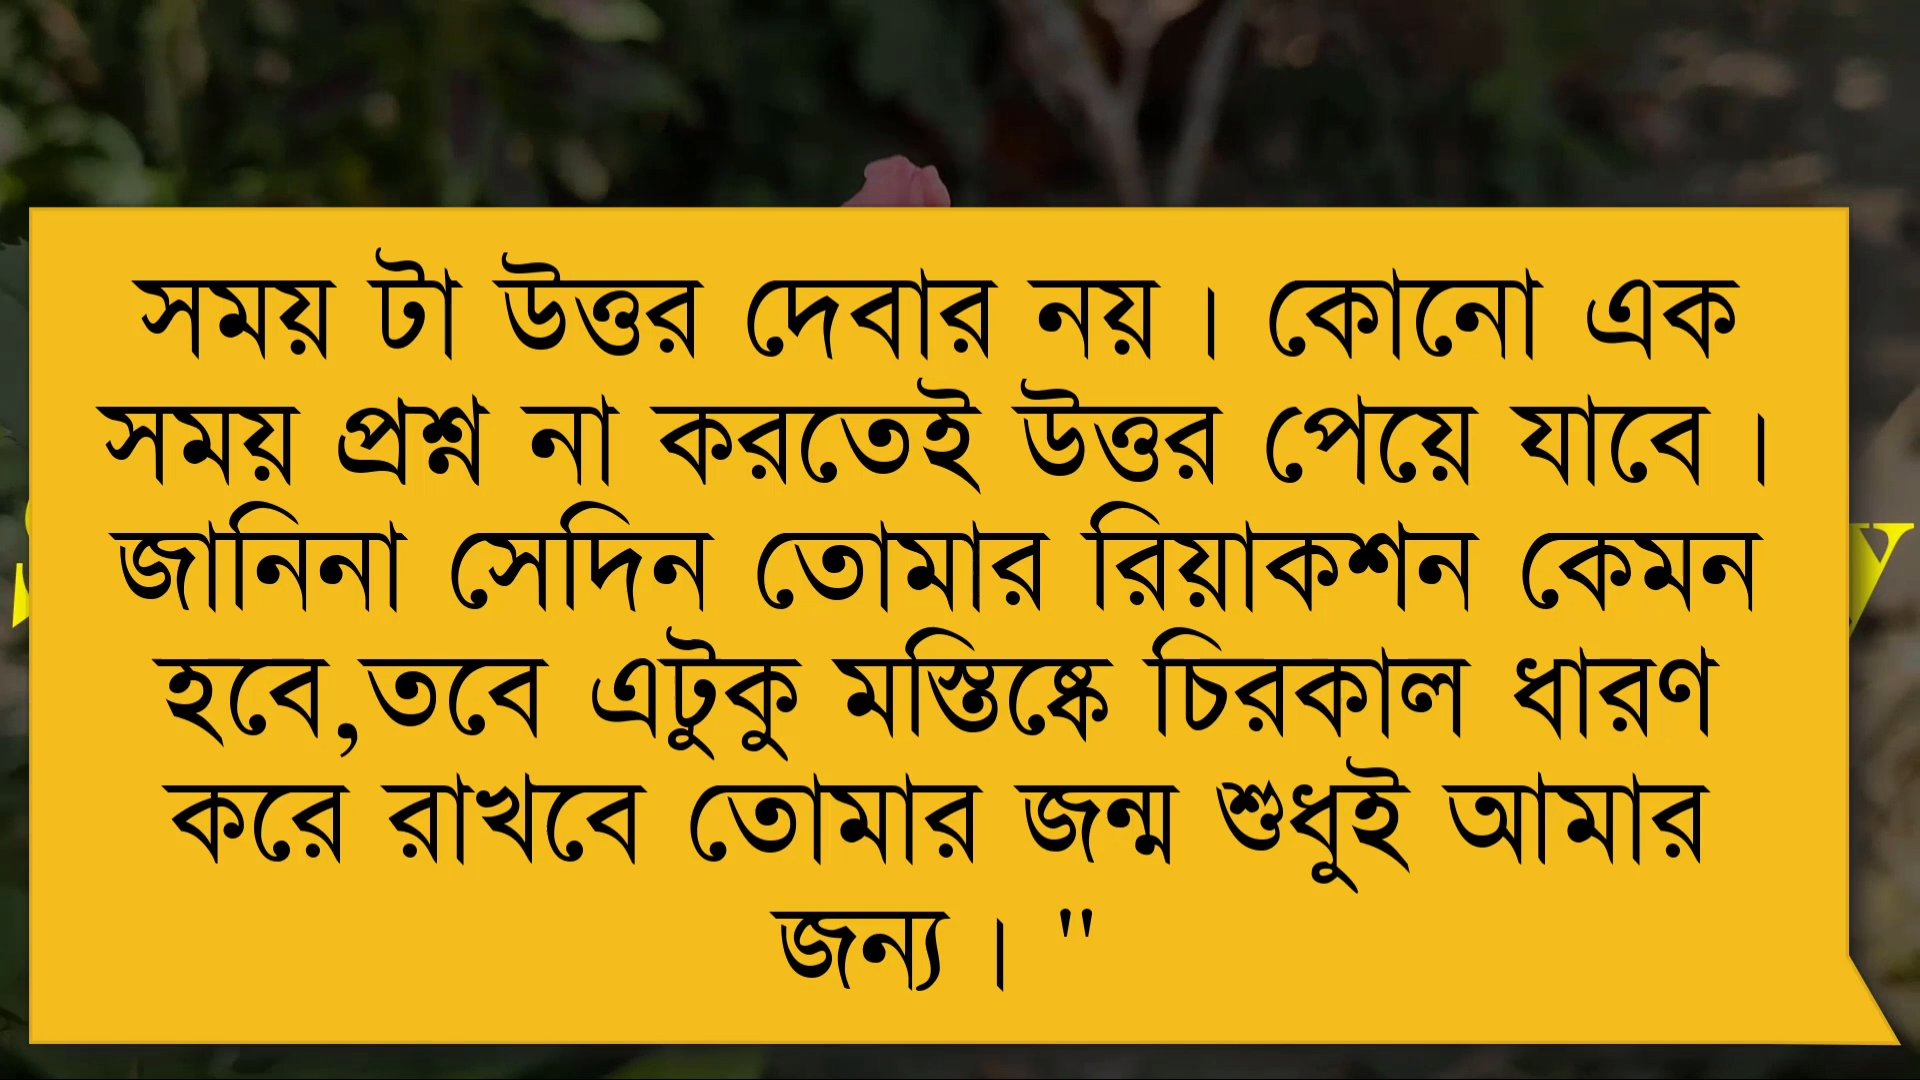 সময় টা উত্তর দেবার নয়। কোনো এক
সময় প্রশ্ন না করতেই উত্তর পেয়ে যাবে।
জানিনা সেদিন তোমার রিয়াকশন কেমন
হবে,তবে এটুকু মস্তিষ্কে চিরকাল ধারণ
করে রাখবে তোমার জন্ম শুধুই আমার
জন্য। "